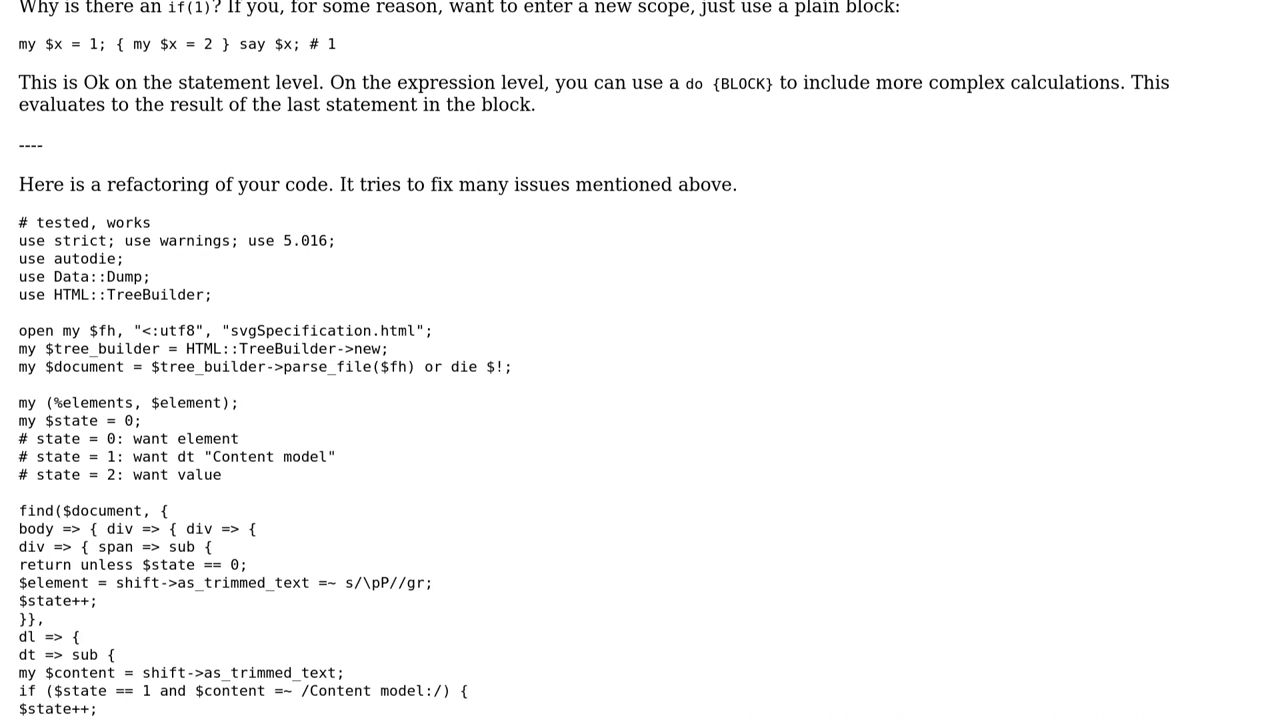 Why is there an if(1)? If you, for some reason, want to enter a new scope, just use a plain block:
my $x = 1; { my $x = 2 } say $x; # 1
This is Ok on the statement level. On the expression level, you can use a do {BLOCK} to include more complex calculations. This
evaluates to the result of the last statement in the block.
----
Here is a refactoring of your code. It tries to fix many issues mentioned above.
# tested, works
use strict; use warnings; use 5.016;
use autodie;
use Data::Dump;
use HTML::TreeBuilder;
open my $fh, "<:utf8", "svgSpecification.html";
my $tree_builder = HTML::TreeBuilder->new;
my $document = $tree_builder->parse_file($fh) or die $!;
my (%elements, $element);
my $state = 0;
# state = 0: want element
# state = 1: want dt "Content model"
# state = 2: want value
find($document, {
body => { div => { div => {
div => { span => sub {
return unless $state == 0;
$element = shift->as_trimmed_text =~ s/\pP//gr;
$state++;
}},
dl => {
dt => sub {
my $content = shift->as_trimmed_text;
if ($state == 1 and $content =~ /Content model:/) {
$state++;